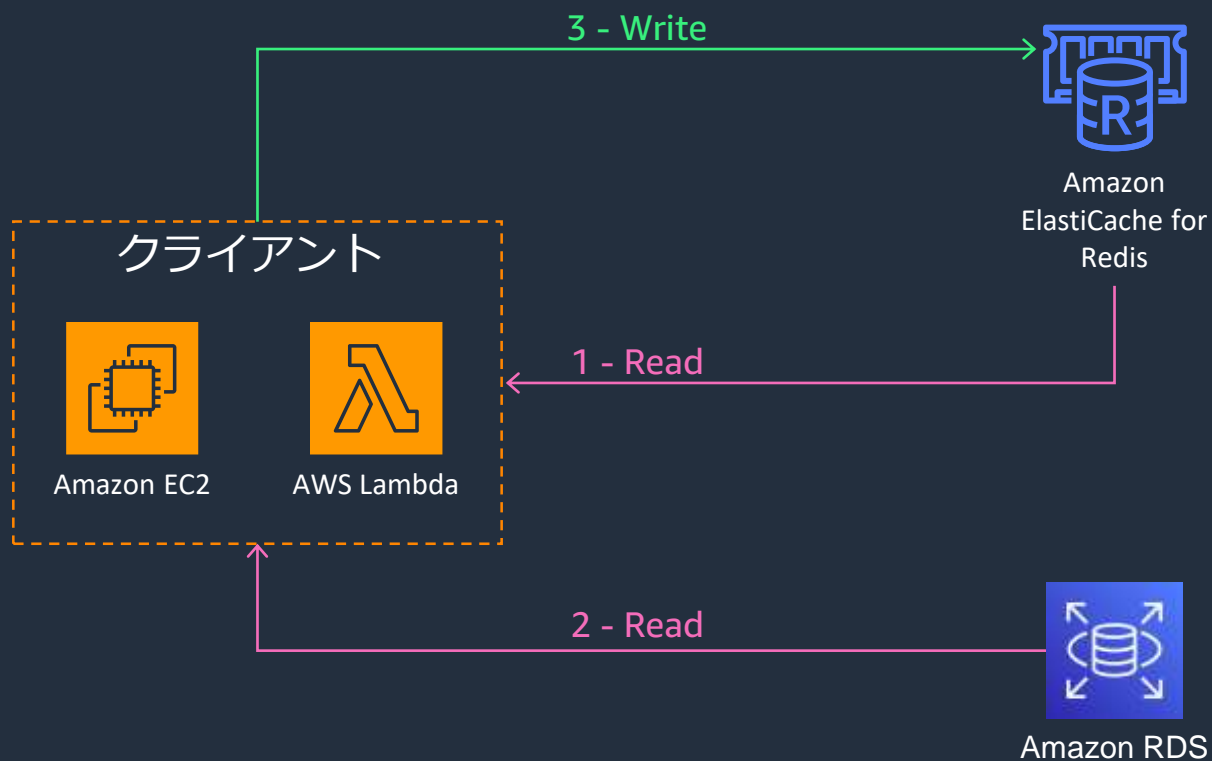 3 - Write
Amazon
ElastiCache for
Redis
クライアント
1 - Read
Amazon EC2
AWS Lambda
2 - Read
Amazon RDS
R